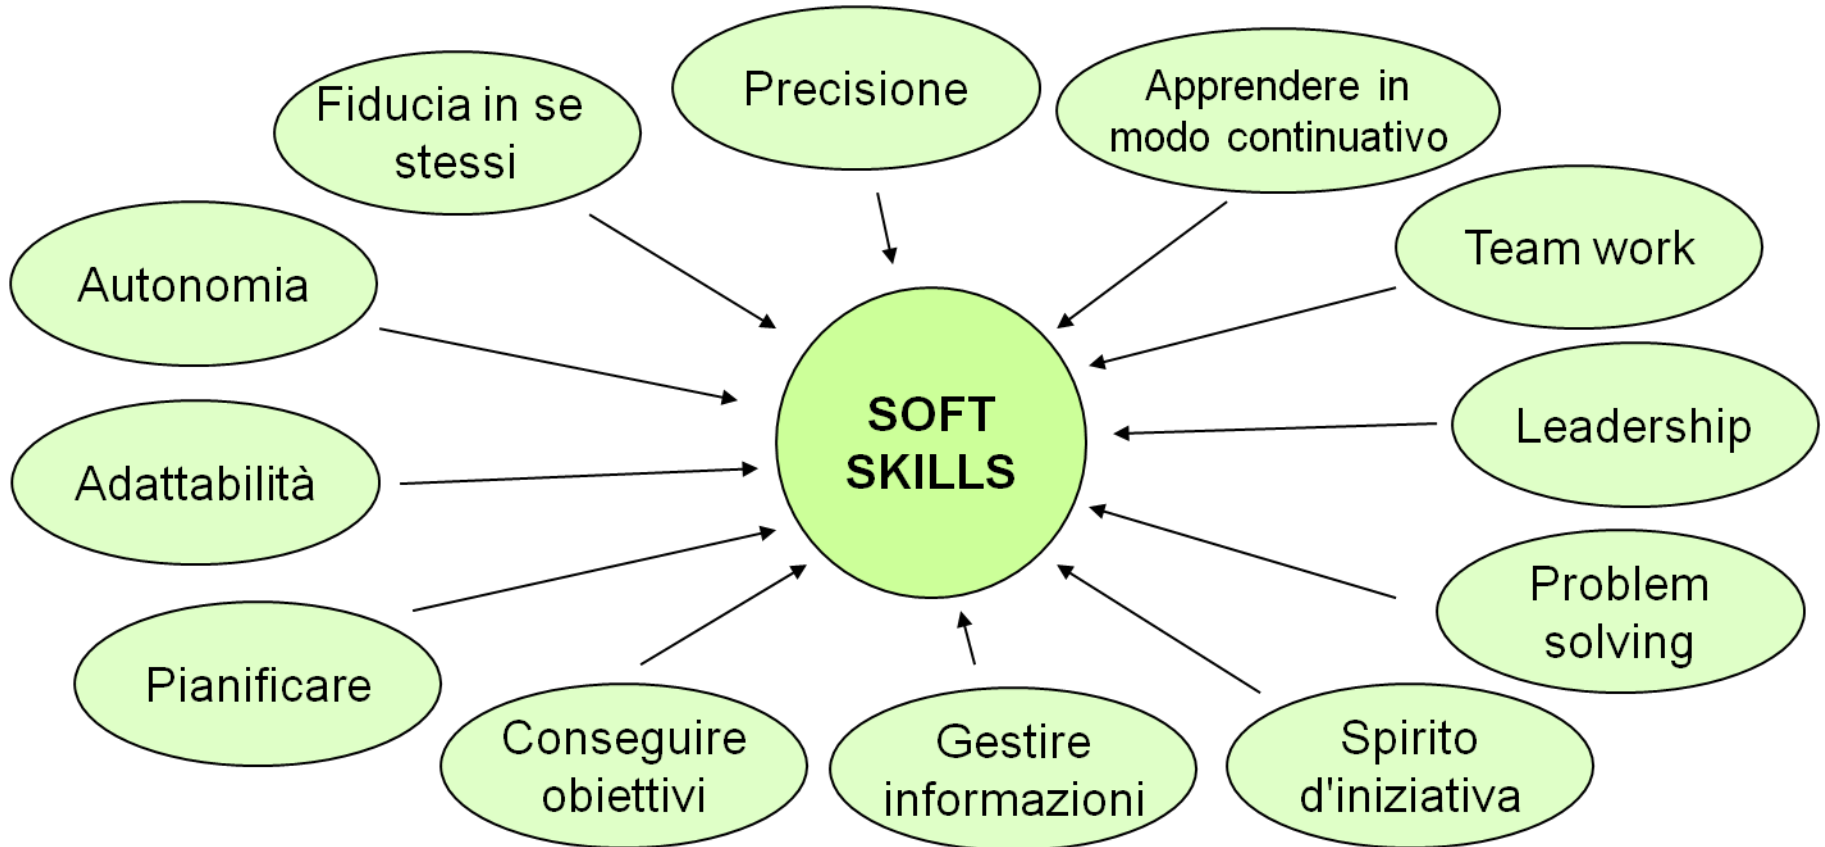 Precisione
Apprendere in
modo continuativo
Fiducia in se
stessi
Team work
Autonomia
SOFT
SKILLS
Leadership
Adattabilità
Problem
solving
Pianificare
Conseguire
obiettivi
Gestire
informazioni
Spirito
d'iniziativa